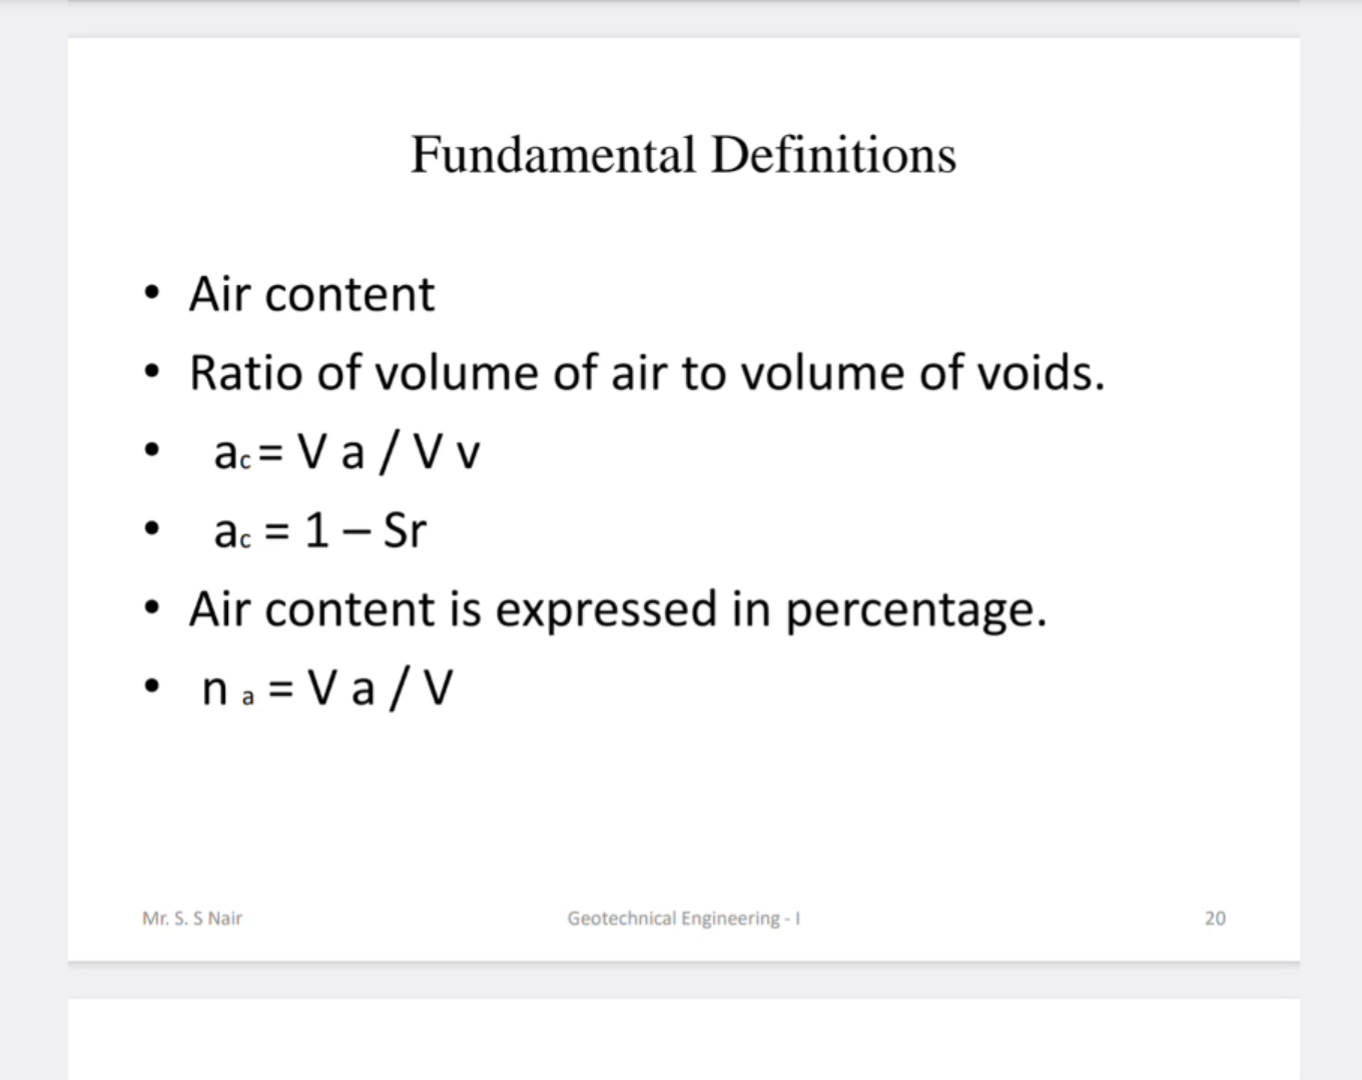 Fundamental Definitions
• Air content
• Ratio of volume of air to volume of voids.
• ac = V a / V v
• ac = 1 – Sr
• Air content is expressed in percentage.
• n a = V a / V
Mr. S. S Nair
Geotechnical Engineering - I
20